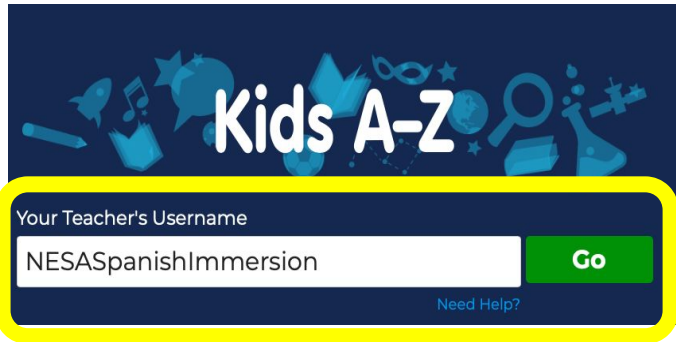 Kids A-Z
Your Teacher's Username
NESASpanishImmersion
Go
Need Help?